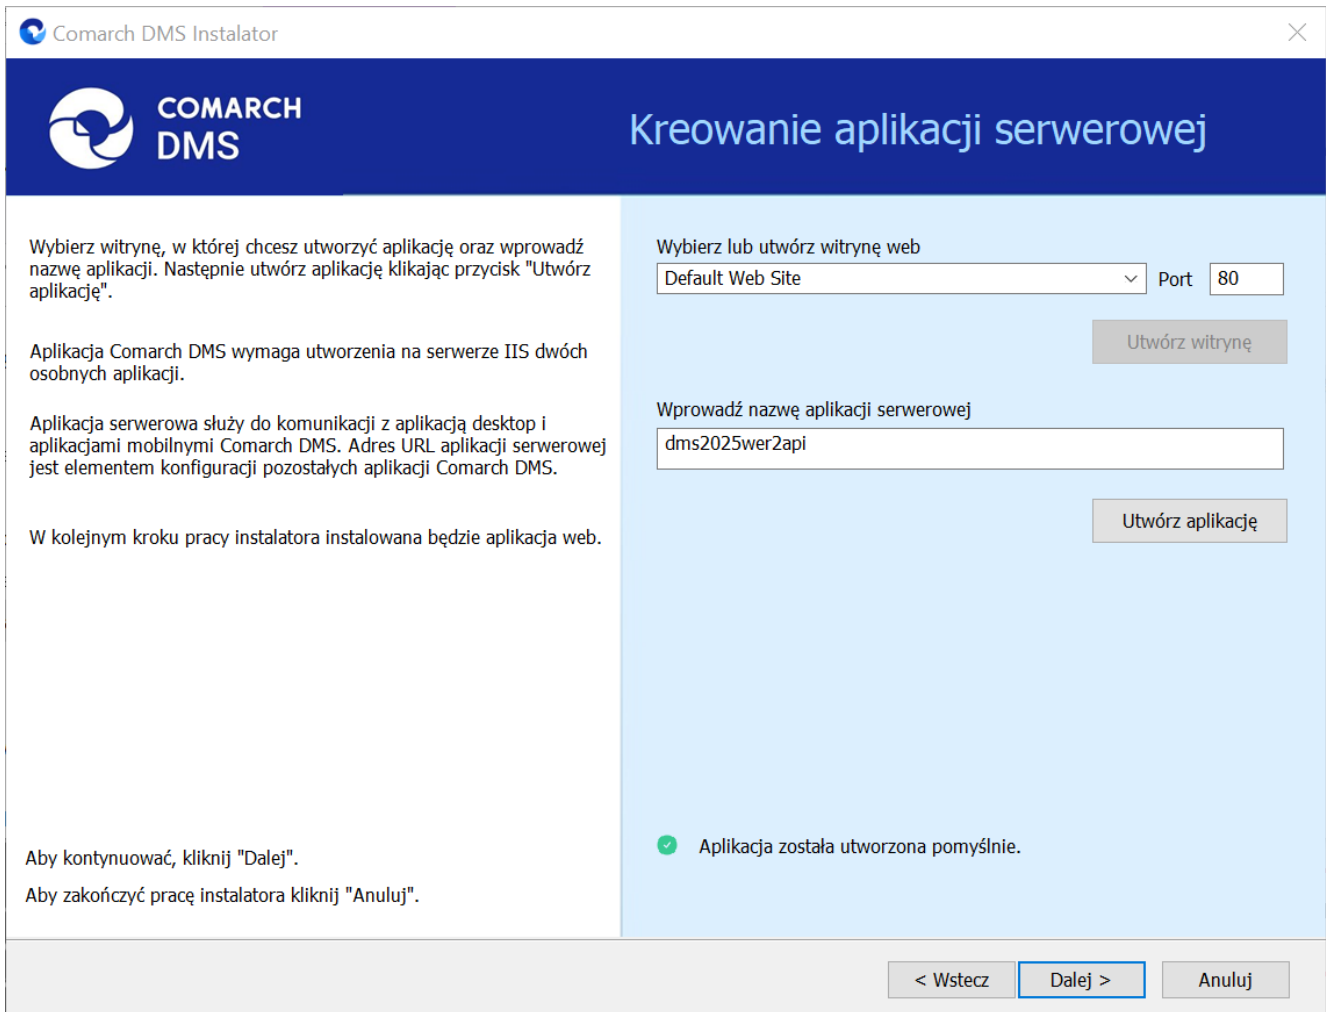 Comarch DMS Instalator
COMARCH
DMS
Kreowanie aplikacji serwerowej
Wybierz witrynę, w której chcesz utworzyć aplikację oraz wprowadź
nazwę aplikacji. Następnie utwórz aplikację klikając przycisk "Utwórz
aplikację".
Aplikacja Comarch DMS wymaga utworzenia na serwerze IIS dwóch
osobnych aplikacji.
Aplikacja serwerowa służy do komunikacji z aplikacją desktop i
aplikacjami mobilnymi Comarch DMS. Adres URL aplikacji serwerowej
jest elementem konfiguracji pozostałych aplikacji Comarch DMS.
W kolejnym kroku pracy instalatora instalowana będzie aplikacja web.
Aby kontynuować, kliknij "Dalej".
Aby zakończyć pracę instalatora kliknij "Anuluj".
Wybierz lub utwórz witrynę web
Default Web Site Port 80
Utwórz witrynę
Wprowadź nazwę aplikacji serwerowej
dms2025wer2api
Utwórz aplikację
Aplikacja została utworzona pomyślnie.
< Wstecz Dalej > Anuluj